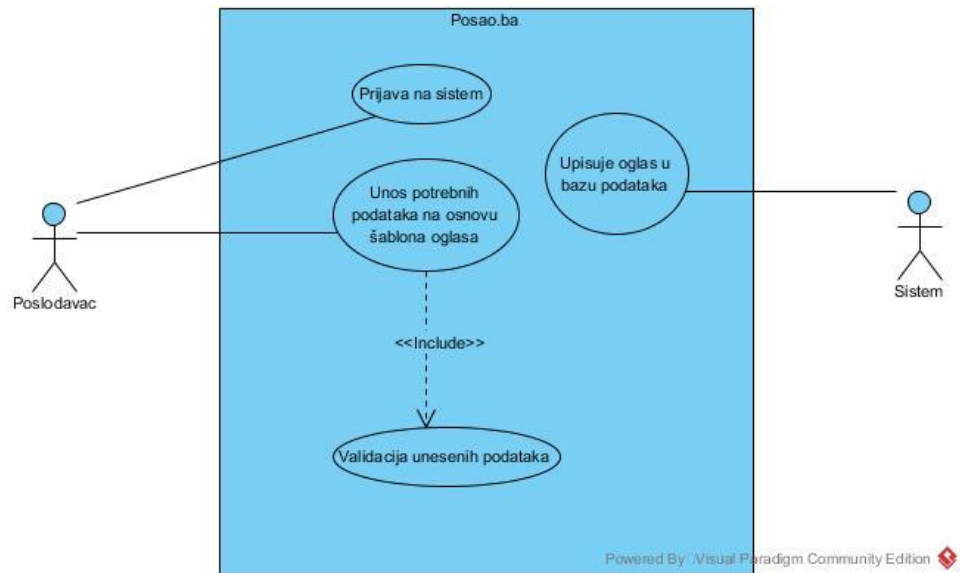 Posao.ba
Prijava na sistem
Upisuje oglas u
bazu podataka
Unos potrebnih
podataka na osnovu
šablona oglasa
Poslodavac
Sistem
<<Include>>
Validacija unesenih podataka
Powered By Visual Paradigm Community Edition